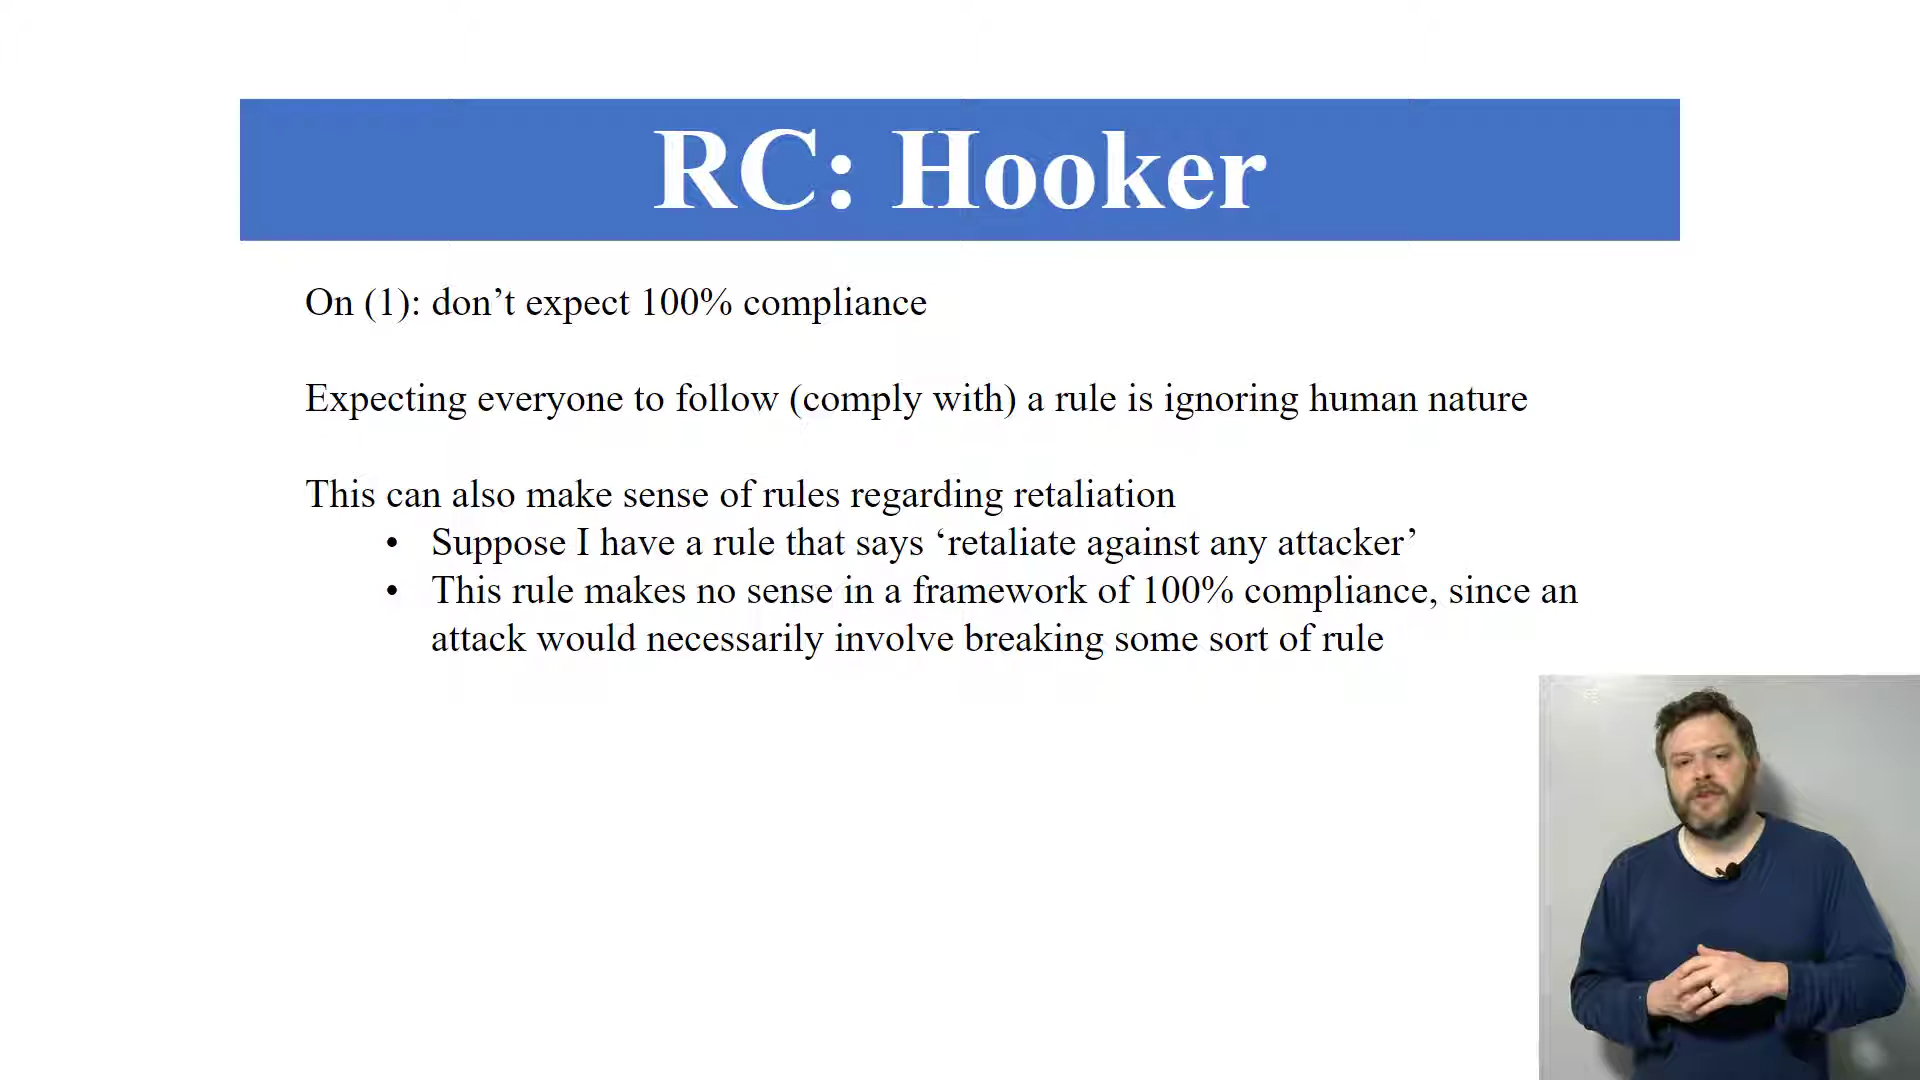 RC: Hooker
On (1): don’t expect 100% compliance
Expecting everyone to follow (comply with) a rule is ignoring human nature
This can also make sense of rules regarding retaliation
• Suppose I have a rule that says ‘retaliate against any attacker’
• This rule makes no sense in a framework of 100% compliance, since an
attack would necessarily involve breaking some sort of rule